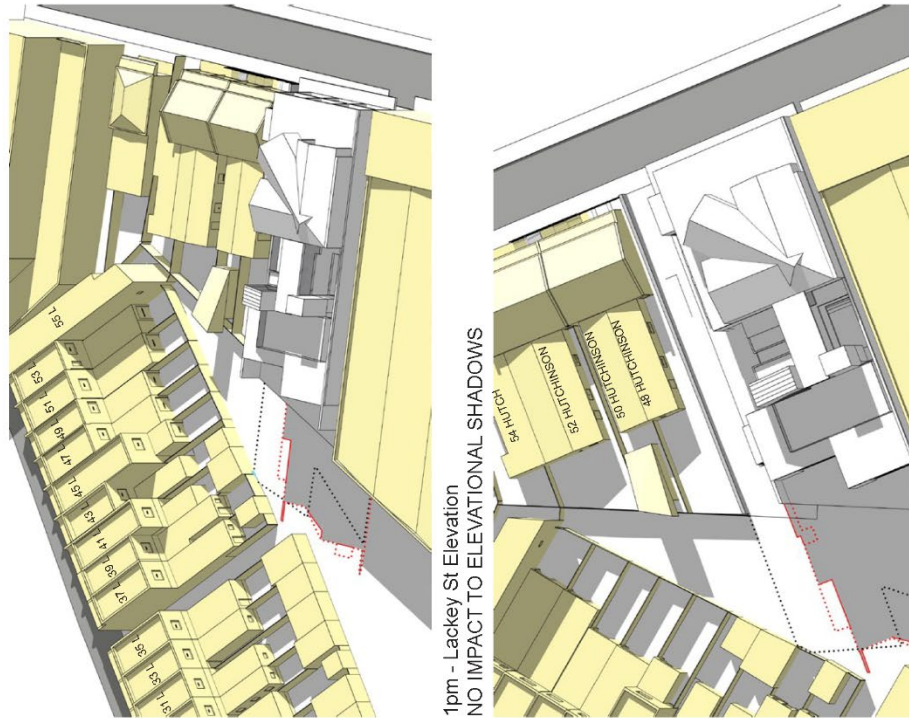 55 L
53 L
51 L
49 L
47 L
45 L
43 L
41 L
39 L
37 L
35 L
33 L
31 L
1pm - Lackey St Elevation
NO IMPACT TO ELEVATIONAL SHADOWS
54 HUTCH
52 HUTCHINSON
50 HUTCHINSON
48 HUTCHINSON